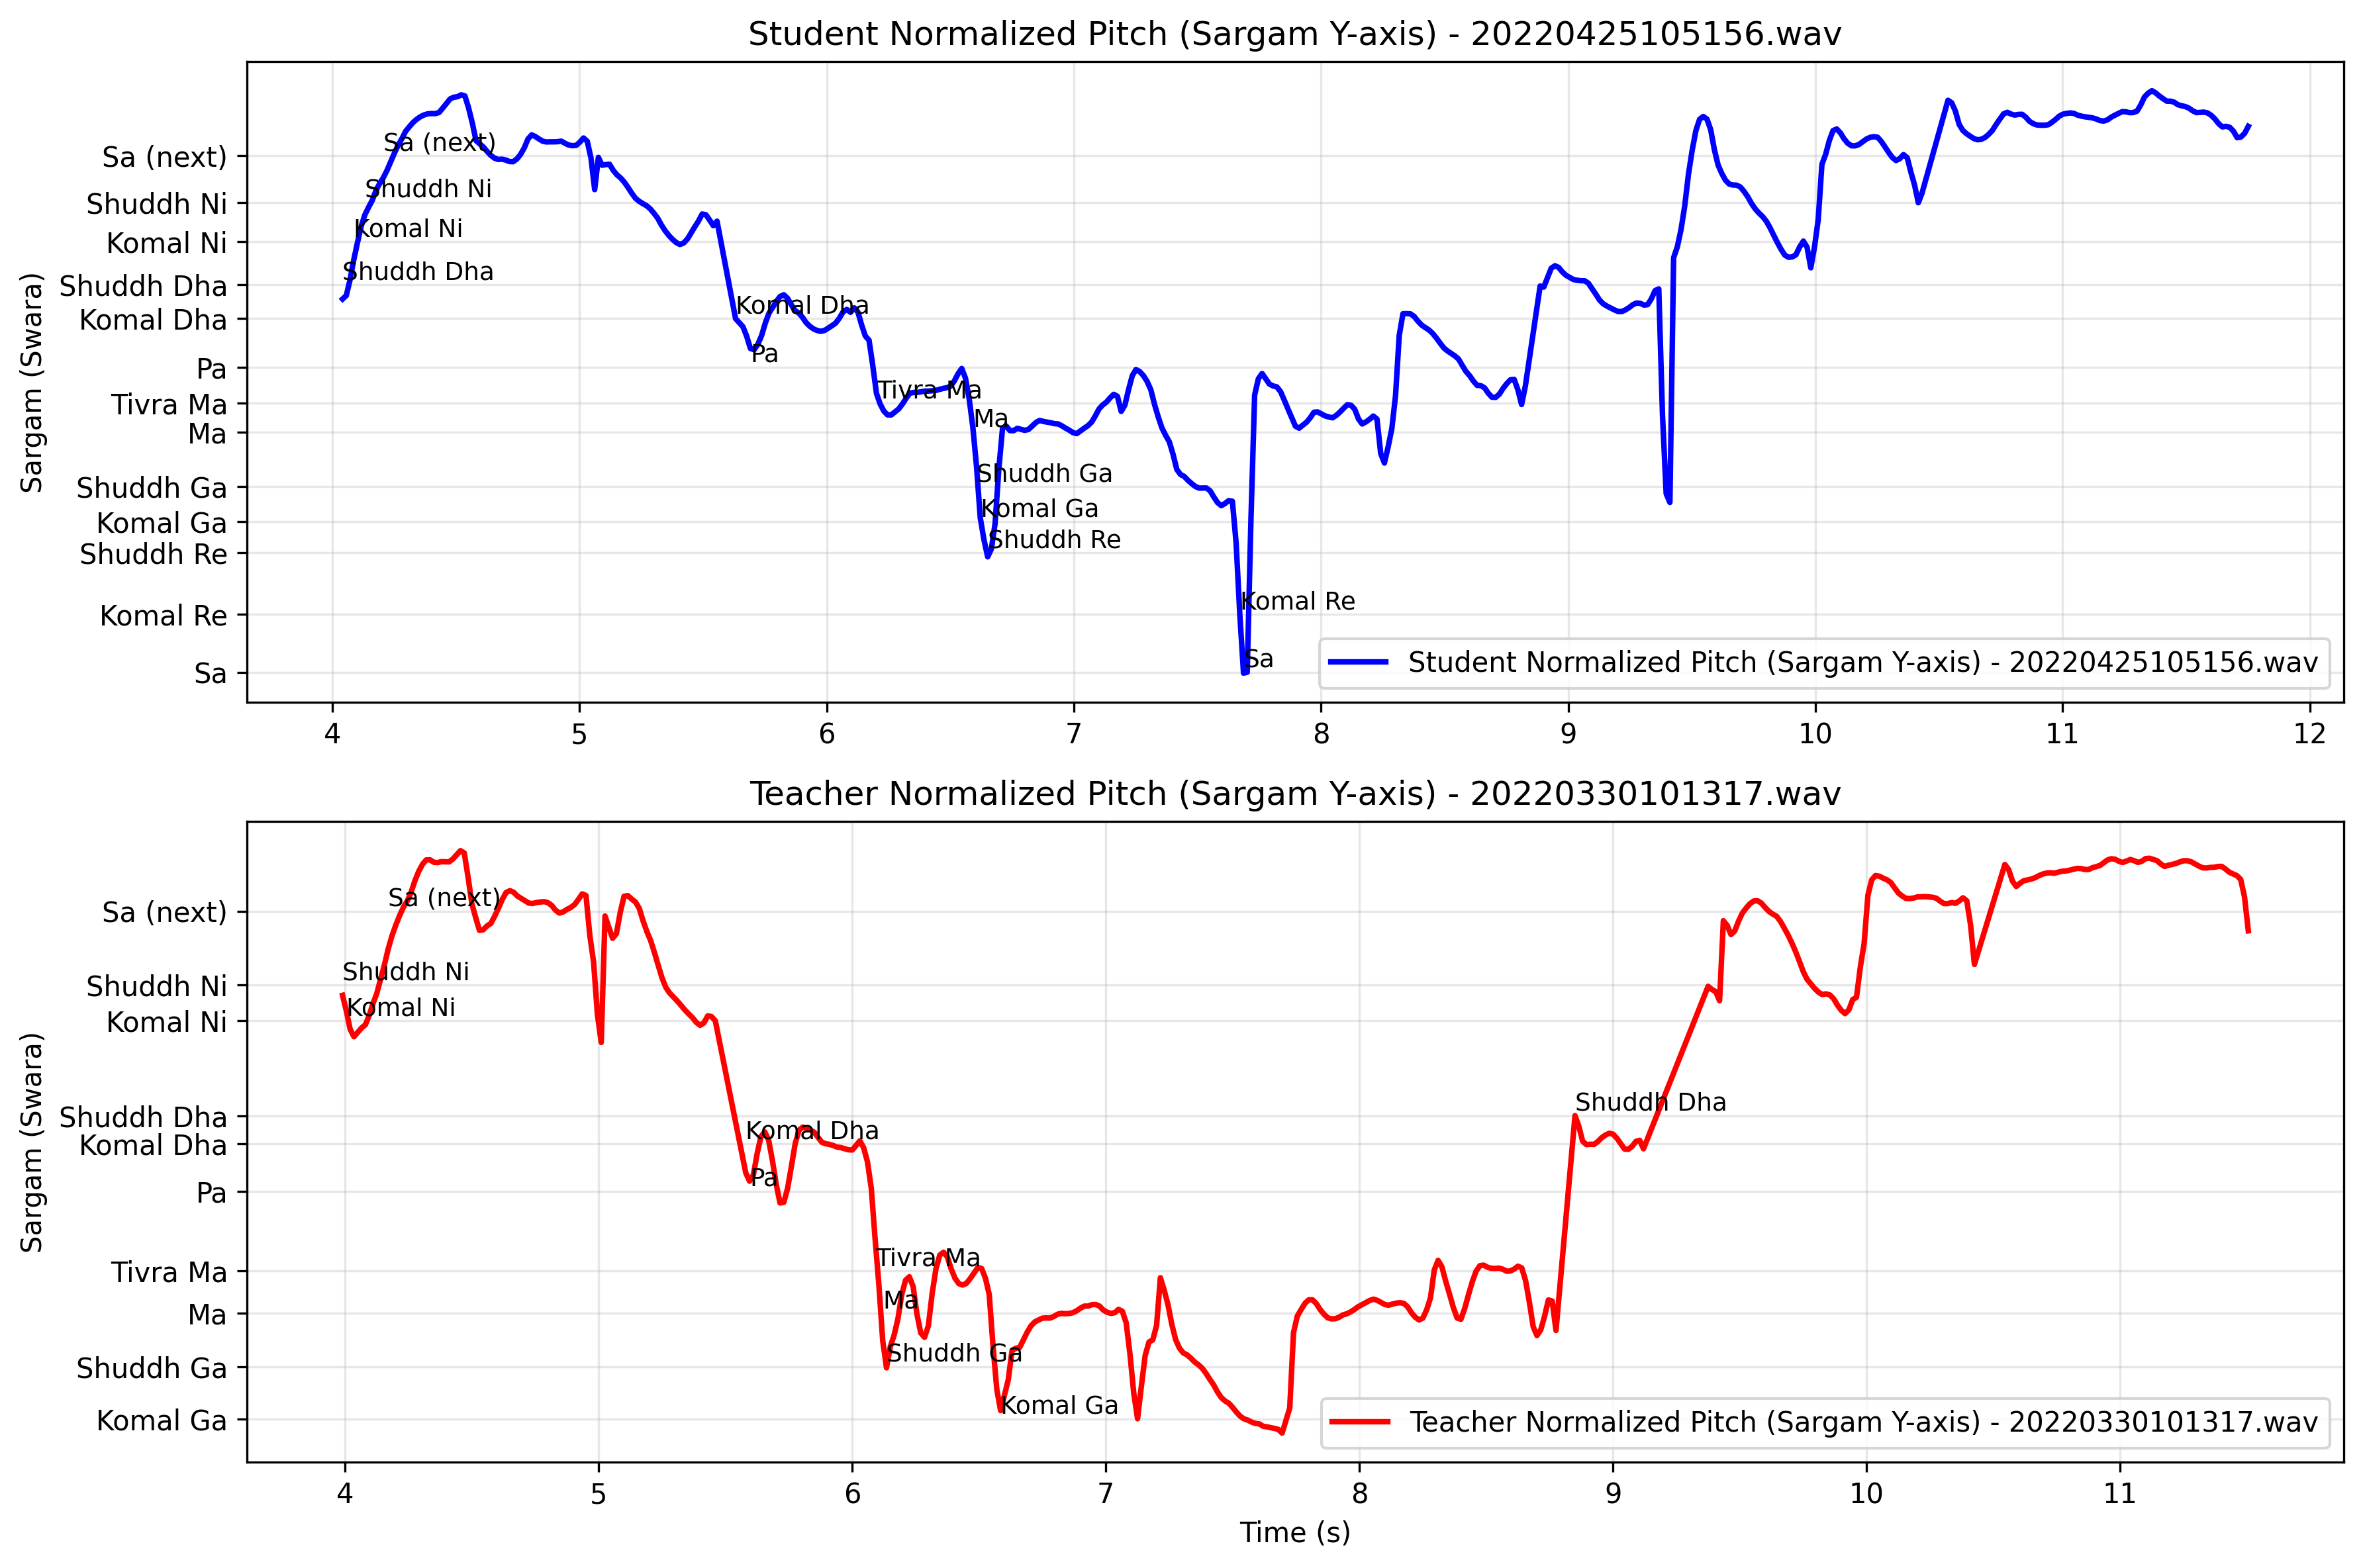 Student Normalized Pitch (Sargam Y-axis) - 20220425105156.wav
Sargam (Swara)
Sa (next)
Shuddh Ni
Komal Ni
Shuddh Dha
Komal Dha
Pa
Tivra Ma
Ma
Shuddh Ga
Komal Ga
Shuddh Re
Komal Re
Sa
Sa (next)
Shuddh Ni
Komal Ni
Shuddh Dha
Komal Dha
Pa
Tivra Ma
Ma
Shuddh Ga
Komal Ga
Shuddh Re
Komal Re
Sa
Student Normalized Pitch (Sargam Y-axis) - 20220425105156.wav
4 5 6 7 8 9 10 11 12
Teacher Normalized Pitch (Sargam Y-axis) - 20220330101317.wav
Sargam (Swara)
Sa (next)
Shuddh Ni
Komal Ni
Shuddh Dha
Komal Dha
Pa
Tivra Ma
Ma
Shuddh Ga
Komal Ga
Sa (next)
Shuddh Ni
Komal Ni
Shuddh Dha
Komal Dha
Pa
Tivra Ma
Ma
Shuddh Ga
Komal Ga
Teacher Normalized Pitch (Sargam Y-axis) - 20220330101317.wav
4 5 6 7 8 9 10 11
Time (s)